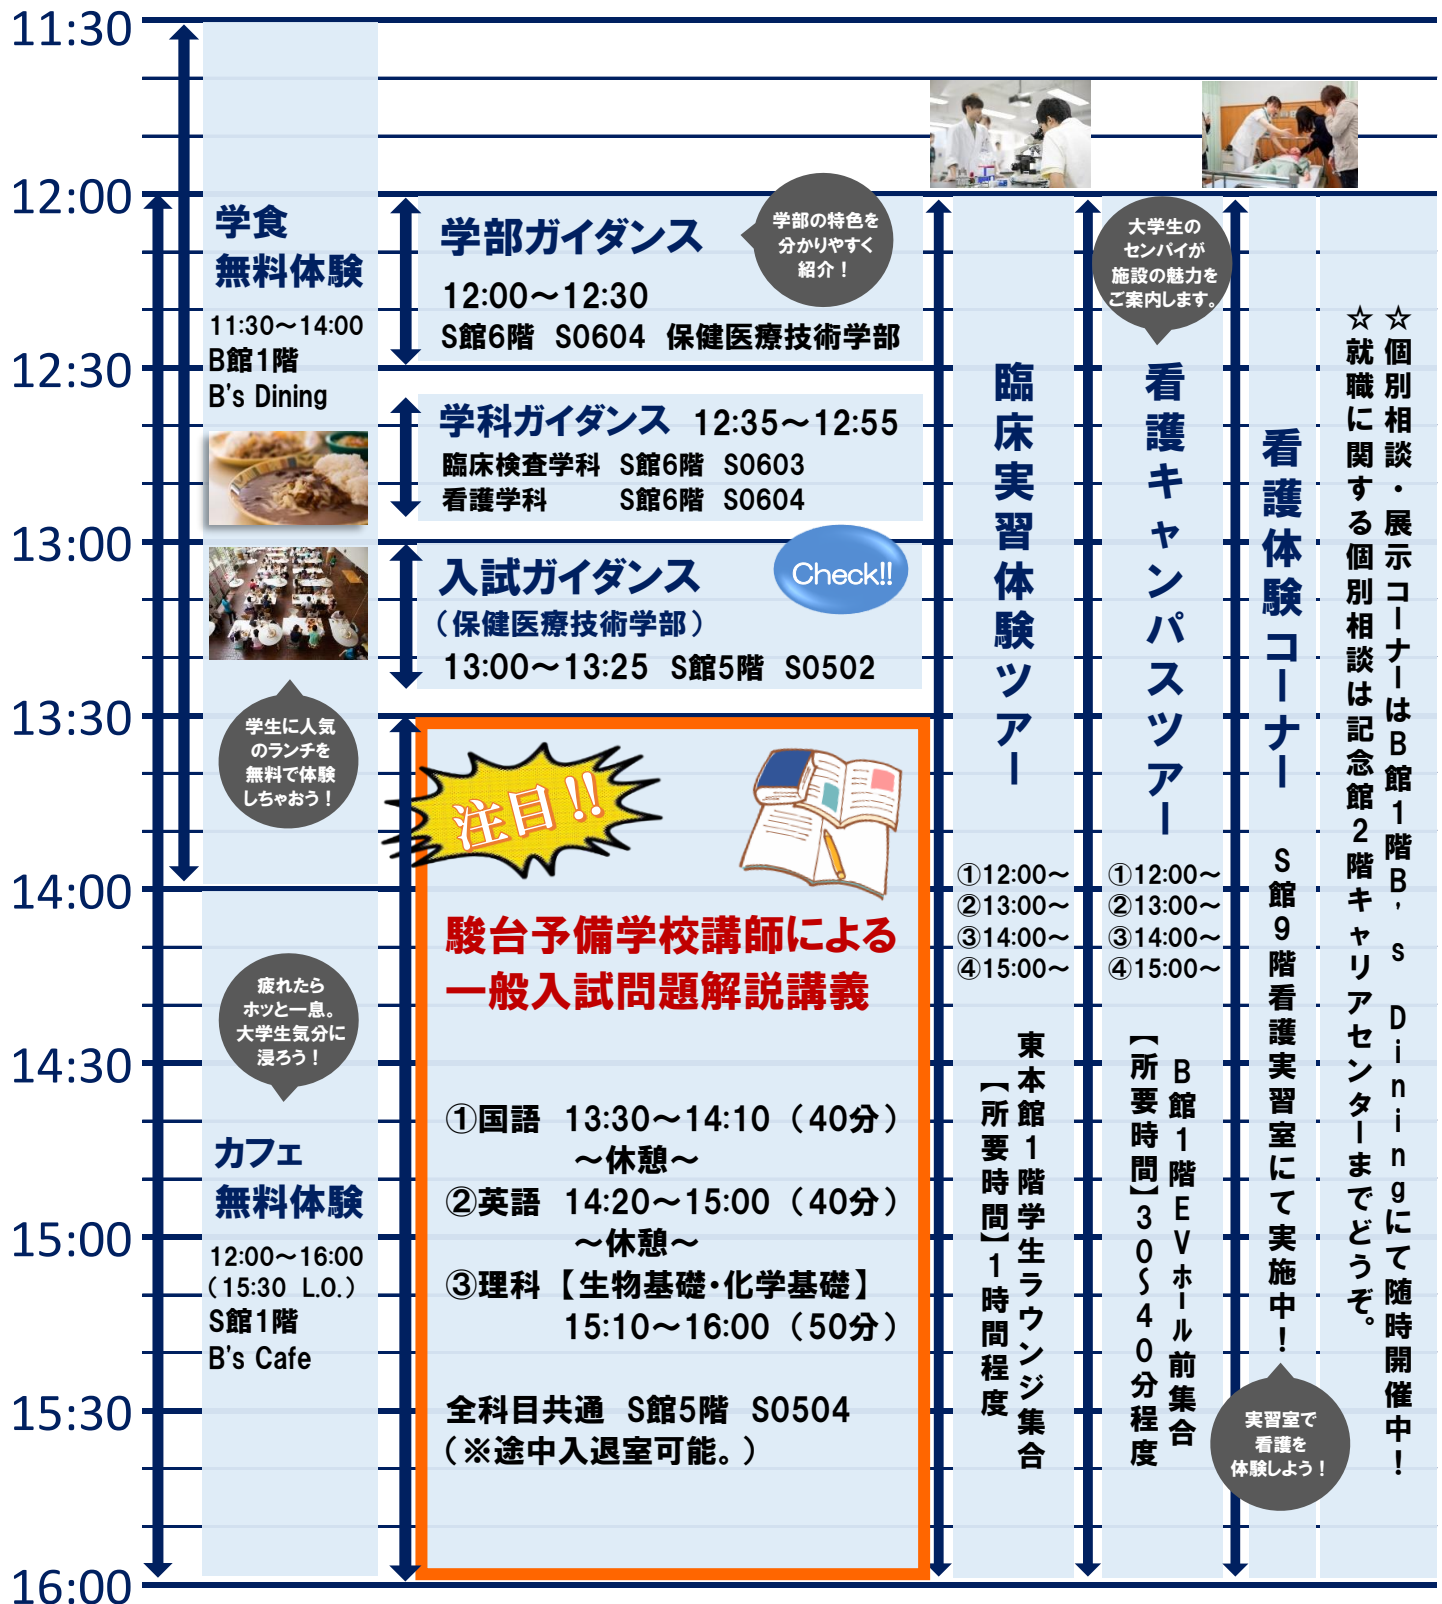 11:30
12:00
12:30
13:00
13:30
14:00
14:30
15:00
15:30
16:00
学食
無料体験
11:30～14:00
B館1階
B's Dining
学生に人気
のランチを
無料で体験
しちゃおう！
疲れたら
ホッと一息。
大学生気分に
浸ろう！
カフェ
無料体験
12:00～16:00
（15:30 L.O.）
S館1階
B's Cafe
学部ガイダンス
学部の特色を
分かりやすく
紹介！
12:00～12:30
S館6階 S0604 保健医療技術学部
学科ガイダンス 12:35～12:55
臨床検査学科 S館6階 S0603
看護学科 S館6階 S0604
入試ガイダンス
Check!!
（保健医療技術学部）
13:00～13:25 S館5階 S0502
注目!!
駿台予備学校講師による
一般入試問題解説講義
①国語 13:30～14:10（40分）
～休憩～
②英語 14:20～15:00（40分）
～休憩～
③理科【生物基礎・化学基礎】
15:10～16:00（50分）
全科目共通 S館5階 S0504
（※途中入退室可能。）
臨床実習体験ツアー
①12:00～
②13:00～
③14:00～
④15:00～
東本館1階学生ラウンジ集合
【所要時間】1時間程度
大学生の
センパイが
施設の魅力を
ご案内します。
看護キャンパスツアー
①12:00～
②13:00～
③14:00～
④15:00～
B館1階EVホール前集合
【所要時間】30～40分程度
看護体験コーナー
S館9階看護実習室にて実施中！
実習室で
看護を
体験しよう！
☆個別相談・展示コーナーはB館1階B's Diningにて随時開催中！
☆就職に関する個別相談は記念館2階キャリアセンターまでどうぞ。